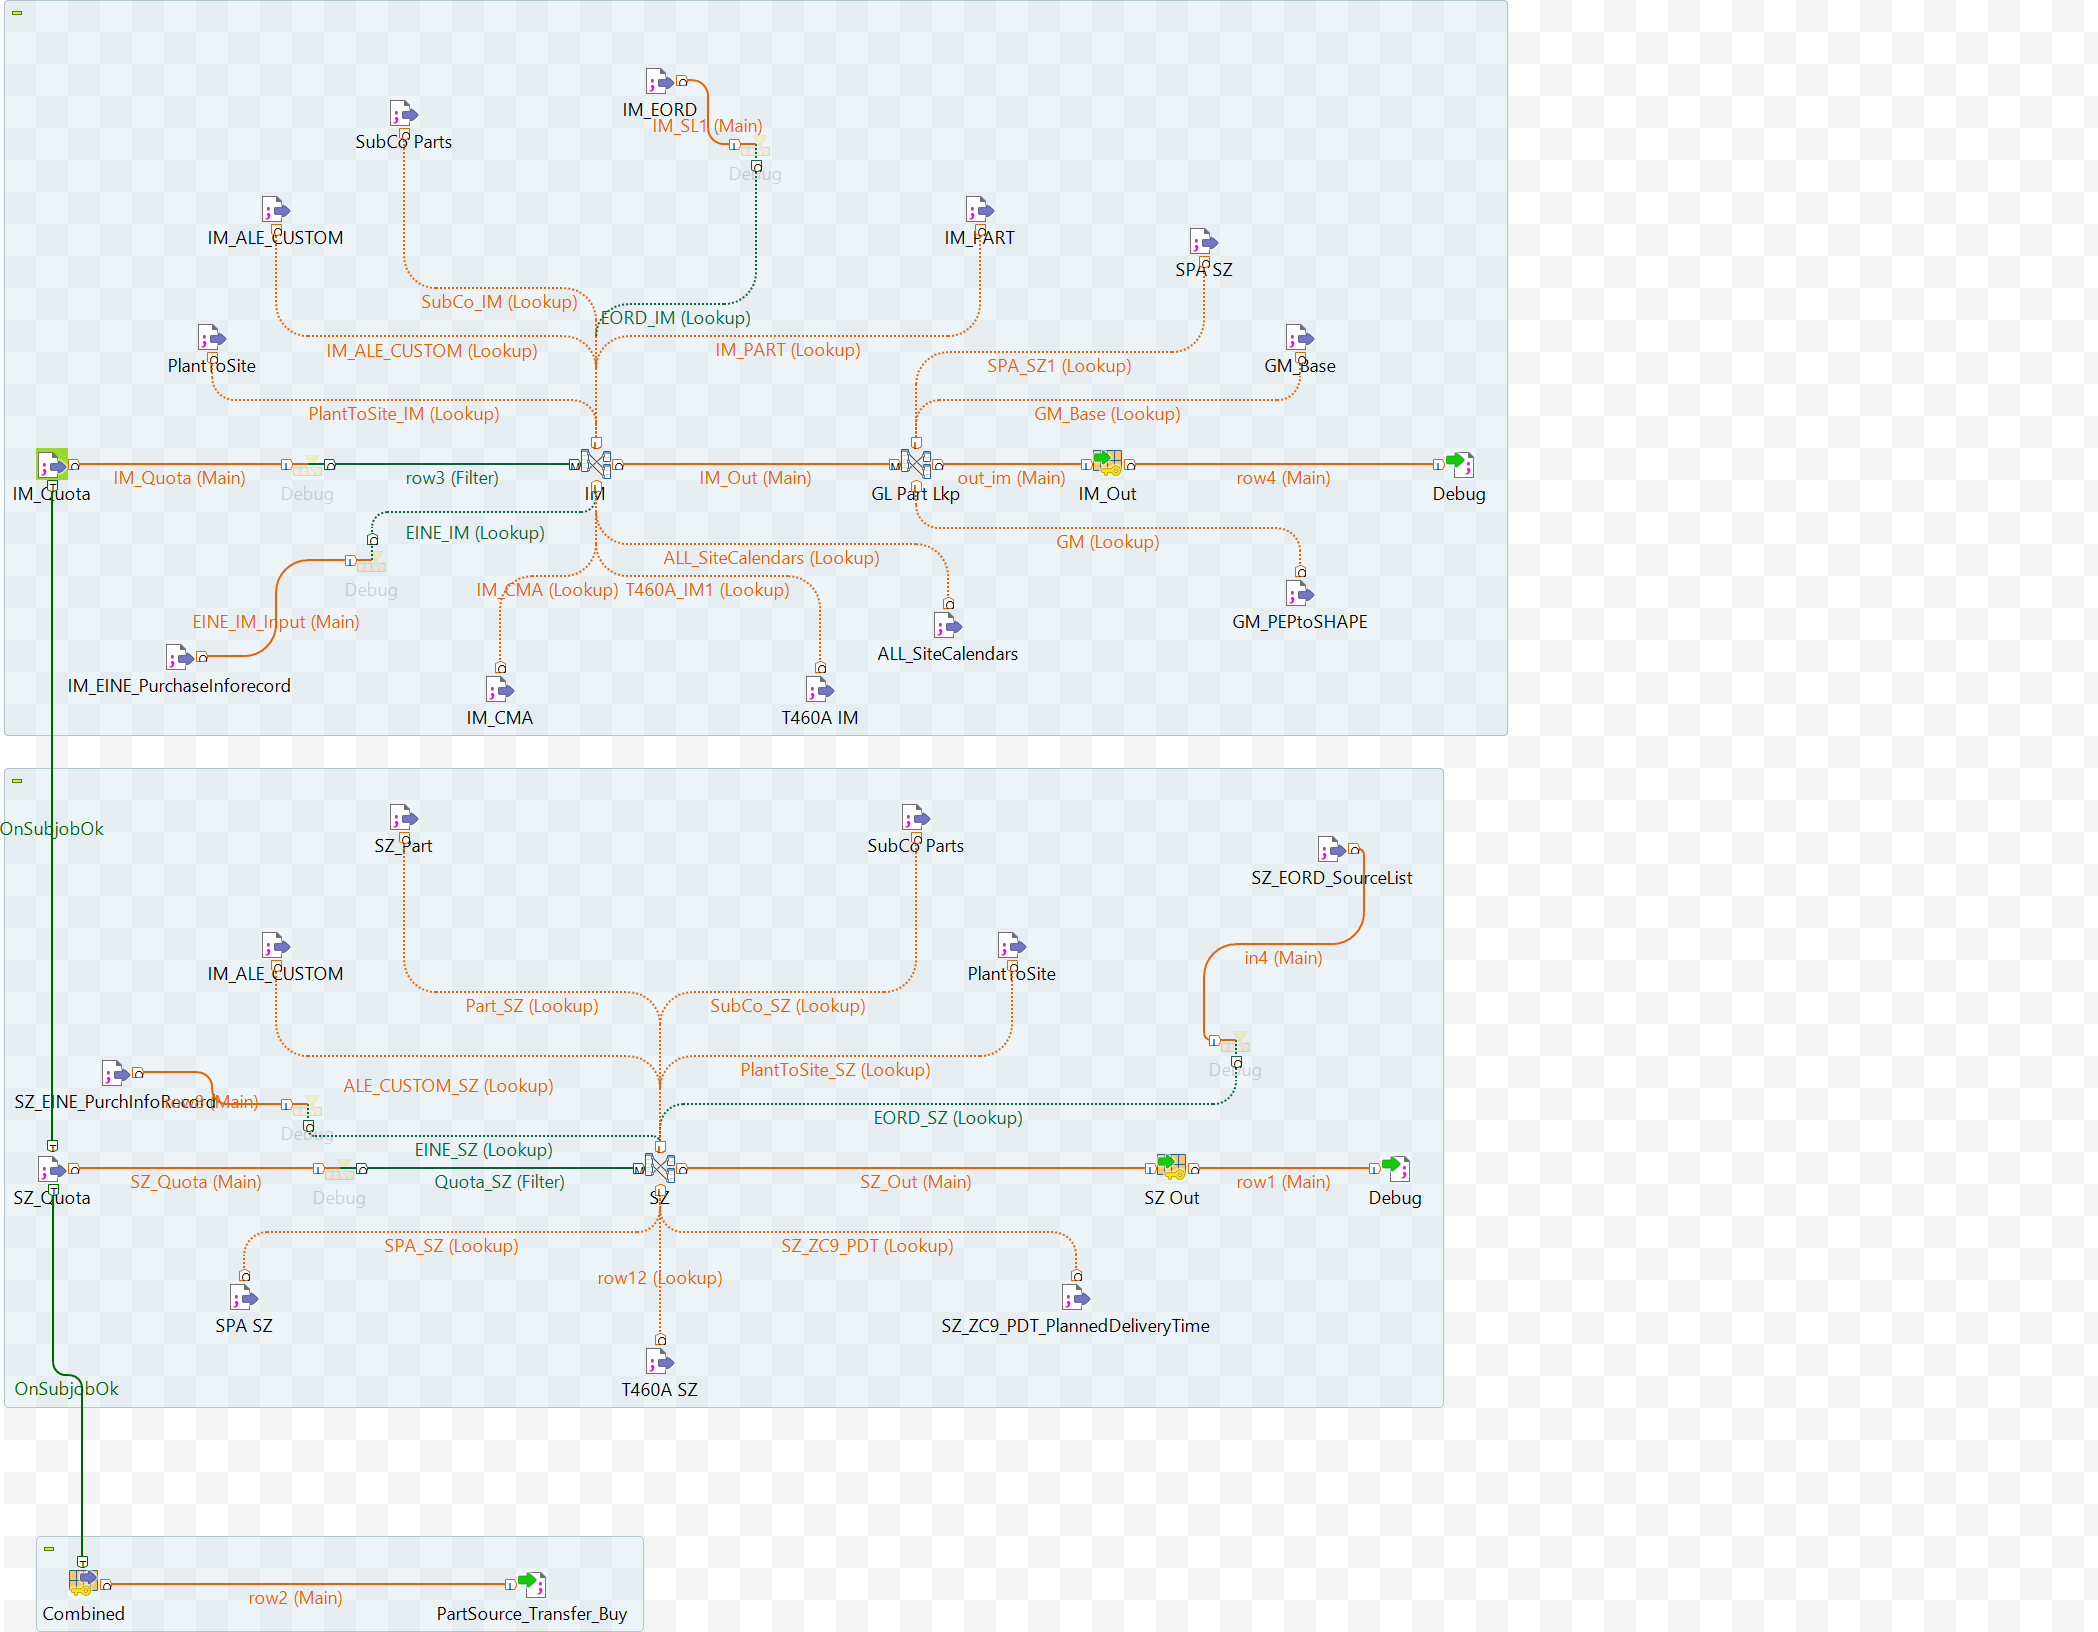 IM_EORD
IM_SL1 (Main)
SubCo Parts
Debug
IM_ALE_CUSTOM
IM_PART
SPA SZ
SubCo_IM (Lookup)
EORD_IM (Lookup)
PlantToSite
IM_ALE_CUSTOM (Lookup)
IM_PART (Lookup)
SPA_SZ1 (Lookup)
GM_Base
PlantToSite_IM (Lookup)
GM_Base (Lookup)
IM_Quota
IM_Quota (Main)
Debug
row3 (Filter)
IM
IM_Out (Main)
GL Part Lkp
out_im (Main)
IM_Out
row4 (Main)
Debug
EINE_IM (Lookup)
GM (Lookup)
ALL_SiteCalendars (Lookup)
Debug
IM_CMA (Lookup)
T460A_IM1 (Lookup)
EINE_IM_Input (Main)
GM_PEPtoSHAPE
ALL_SiteCalendars
IM_EINE_PurchaseInforecord
IM_CMA
T460A IM
OnSubjobOk
SZ_Part
SubCo Parts
SZ_EORD_SourceList
in4 (Main)
IM_ALE_CUSTOM
PlantToSite
Part_SZ (Lookup)
SubCo_SZ (Lookup)
Debug
PlantToSite_SZ (Lookup)
ALE_CUSTOM_SZ (Lookup)
SZ_EINE_PurchInfoRecord
(Main)
EORD_SZ (Lookup)
Debug
EINE_SZ (Lookup)
SZ_Quota
SZ_Quota (Main)
Debug
Quota_SZ (Filter)
SZ
SZ_Out (Main)
SZ Out
row1 (Main)
Debug
SPA_SZ (Lookup)
SZ_ZC9_PDT (Lookup)
row12 (Lookup)
SPA SZ
SZ_ZC9_PDT_PlannedDeliveryTime
T460A SZ
OnSubjobOk
Combined
row2 (Main)
PartSource_Transfer_Buy